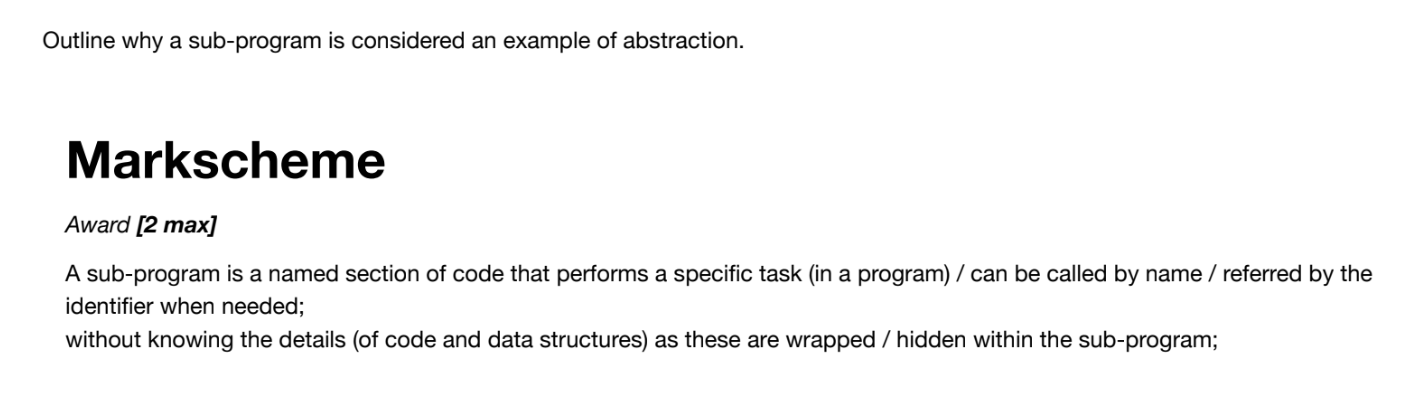 Outline why a sub-program is considered an example of abstraction.
Markscheme
Award [2 max]
A sub-program is a named section of code that performs a specific task (in a program) / can be called by name / referred by the
identifier when needed;
without knowing the details (of code and data structures) as these are wrapped / hidden within the sub-program;